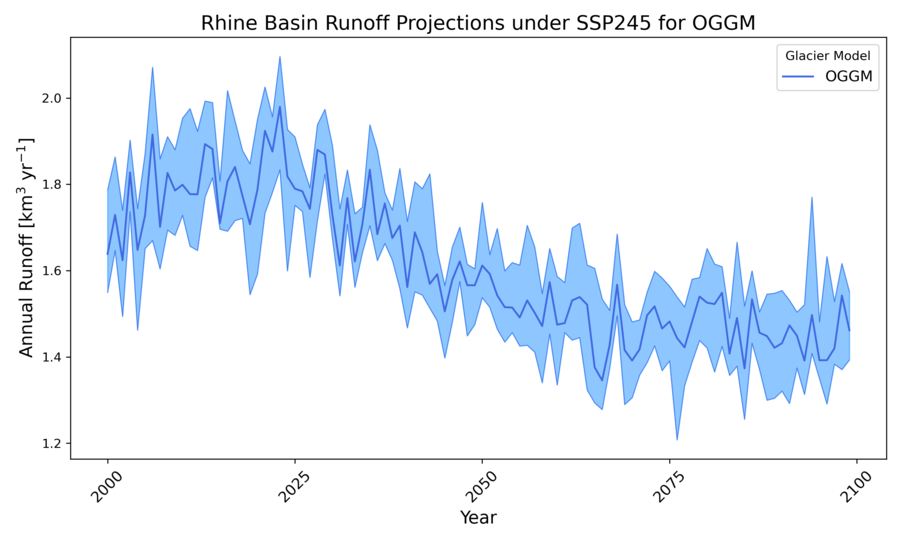 Rhine Basin Runoff Projections under SSP245 for OGGM
Glacier Model
OGGM
Annual Runoff [km³ yr⁻¹]
2.0
1.8
1.6
1.4
1.2
2000
2025
2050
2075
2100
Year